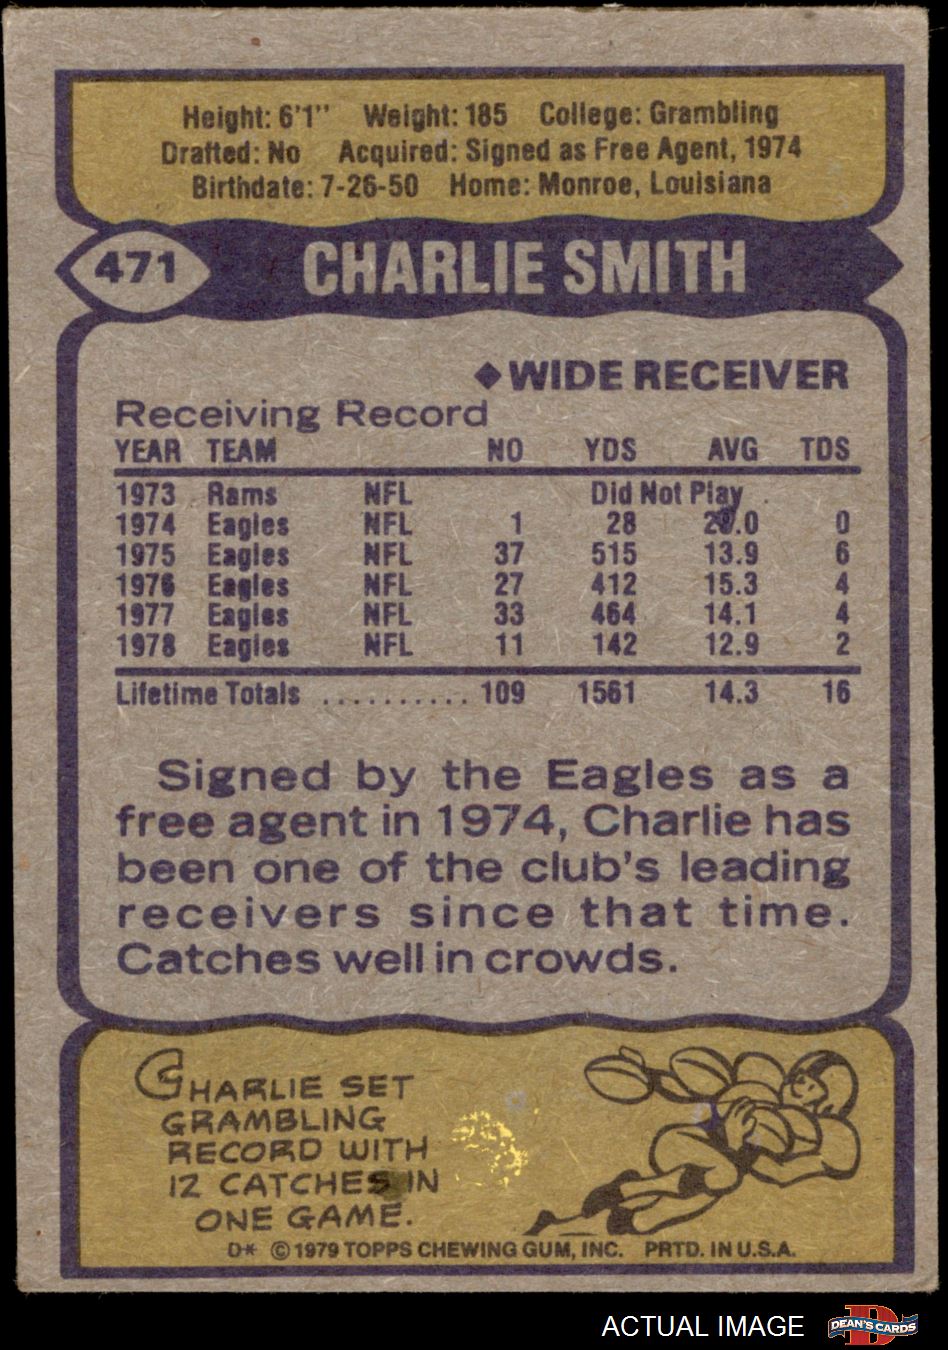 Height: 6'1" Weight: 185 College: Grambling
Drafted: No Acquired: Signed as Free Agent, 1974
Birthdate: 7-26-50 Home: Monroe, Louisiana
471 CHARLIE SMITH
◆ WIDE RECEIVER
Receiving Record
YEAR TEAM NO YDS AVG TDS
1973 Rams NFL Did Not Play
1974 Eagles NFL 1 28 28.0 0
1975 Eagles NFL 37 515 13.9 6
1976 Eagles NFL 27 412 15.3 4
1977 Eagles NFL 33 464 14.1 4
1978 Eagles NFL 11 142 12.9 2
Lifetime Totals .......... 109 1561 14.3 16
Signed by the Eagles as a
free agent in 1974, Charlie has
been one of the club's leading
receivers since that time.
Catches well in crowds.
CHARLIE SET
GRAMBLING
RECORD WITH
12 CATCHES IN
ONE GAME.
D* © 1979 TOPPS CHEWING GUM, INC. PRTD. IN U.S.A.
ACTUAL IMAGE DEAN'S CARDS